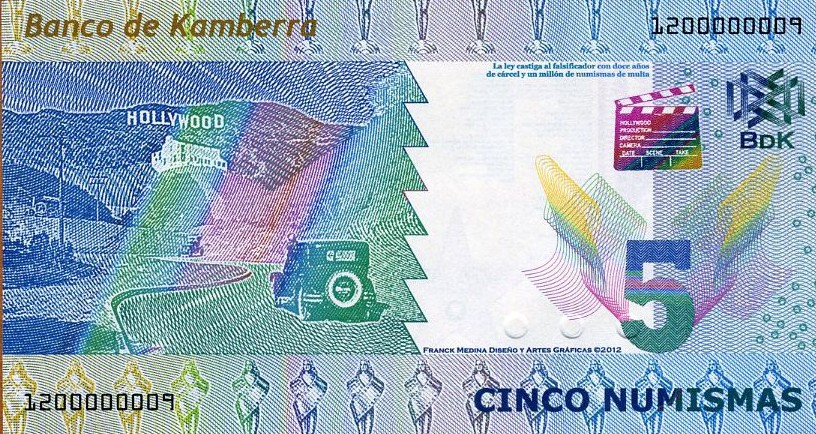 Banco de Kamberra
1200000009
La ley castiga al falsificador con doce años
de cárcel y un millón de numismas de multa
HOLLYWOOD
HOLLYWOOD
PRODUCTION
DIRECTOR
CAMERA
DATE SCENE TAKE
BDK
5
FRANCK MEDINA DISEÑO Y ARTES GRÁFICAS ©2012
1200000009
CINCO NUMISMAS